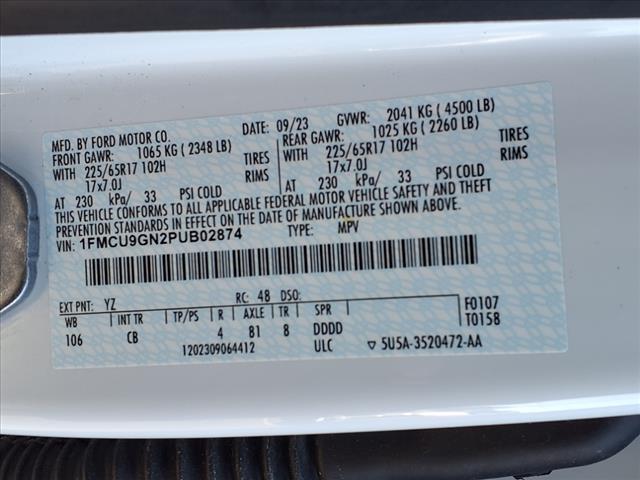 MFD. BY FORD MOTOR CO. DATE: 09/23 GVWR: 2041 KG ( 4500 LB)
FRONT GAWR: 1065 KG ( 2348 LB) REAR GAWR: 1025 KG ( 2260 LB)
WITH 225/65R17 102H TIRES WITH 225/65R17 102H TIRES
17x7.0J RIMS 17x7.0J RIMS
AT 230 kPa/ 33 PSI COLD AT 230 kPa/ 33 PSI COLD
THIS VEHICLE CONFORMS TO ALL APPLICABLE FEDERAL MOTOR VEHICLE SAFETY AND THEFT
PREVENTION STANDARDS IN EFFECT ON THE DATE OF MANUFACTURE SHOWN ABOVE.
VIN: 1FMCU9GN2PUB02874 TYPE: MPV
EXT PNT: YZ RC: 48 DSO: F0107
WB INT TR TP/PS R AXLE TR SPR T0158
106 CB 4 81 8 DDDD
1202309064412 ULC ▽ 5U5A-3520472-AA